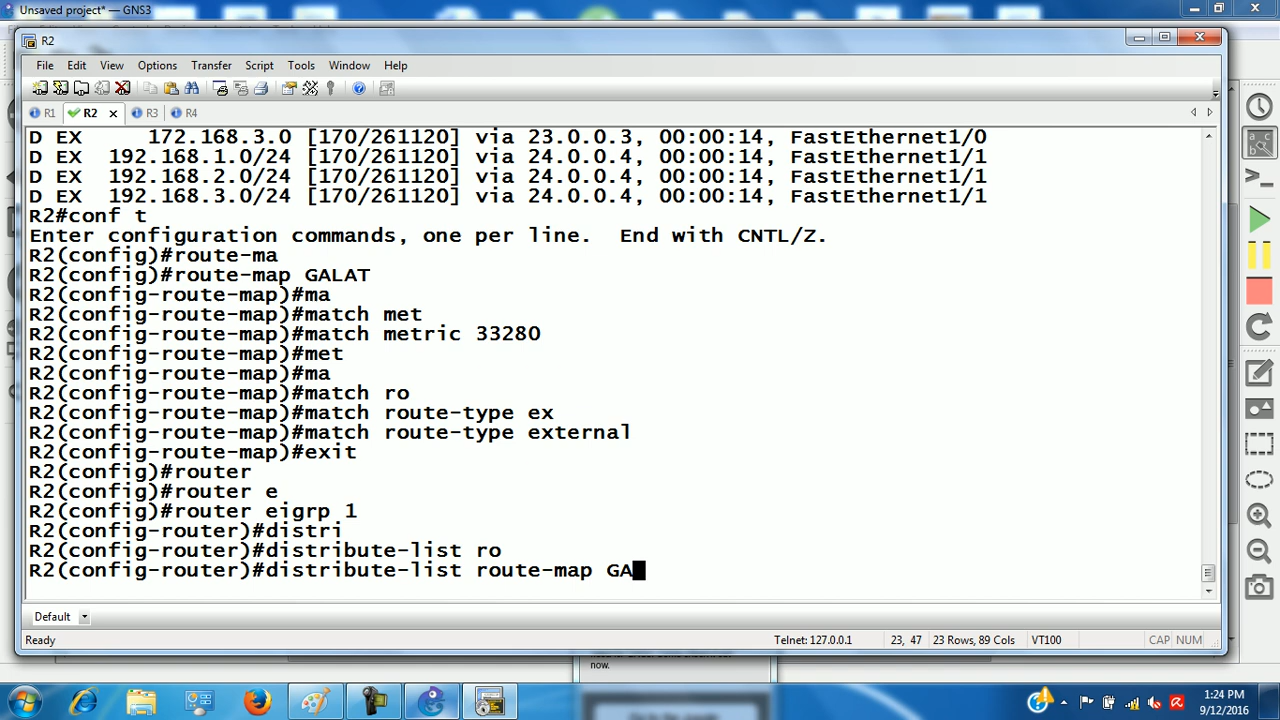 Unsaved project* — GNS3
R2
File Edit View Options Transfer Script Tools Window Help
R1 R2 R3 R4
D EX 172.168.3.0 [170/261120] via 23.0.0.3, 00:00:14, FastEthernet1/0
D EX 192.168.1.0/24 [170/261120] via 24.0.0.4, 00:00:14, FastEthernet1/1
D EX 192.168.2.0/24 [170/261120] via 24.0.0.4, 00:00:14, FastEthernet1/1
D EX 192.168.3.0/24 [170/261120] via 24.0.0.4, 00:00:14, FastEthernet1/1
R2#conf t
Enter configuration commands, one per line. End with CNTL/Z.
R2(config)#route-ma
R2(config)#route-map GALAT
R2(config-route-map)#ma
R2(config-route-map)#match met
R2(config-route-map)#match metric 33280
R2(config-route-map)#met
R2(config-route-map)#ma
R2(config-route-map)#match ro
R2(config-route-map)#match route-type ex
R2(config-route-map)#match route-type external
R2(config-route-map)#exit
R2(config)#router
R2(config)#router e
R2(config)#router eigrp 1
R2(config-router)#distri
R2(config-router)#distribute-list ro
R2(config-router)#distribute-list route-map GA
Default
Ready Telnet: 127.0.0.1 23, 47 23 Rows, 89 Cols VT100 CAP NUM
now.
1:24 PM
9/12/2016